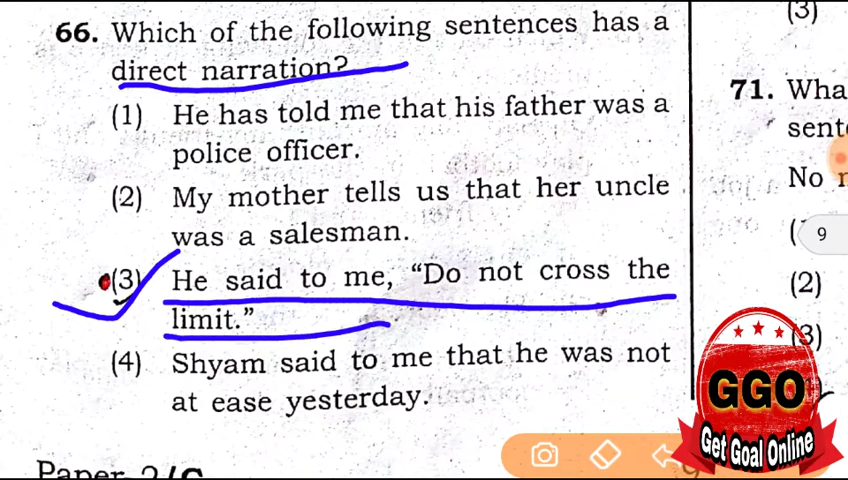 66. Which of the following sentences has a
direct narration?
(1) He has told me that his father was a
police officer.
(2) My mother tells us that her uncle
was a salesman.
(3) He said to me, “Do not cross the
limit.”
(4) Shyam said to me that he was not
at ease yesterday.
Paper 2/
(3)
71. Wha
sent
No
9
(2)
(3)
GGO
Get Goal Online